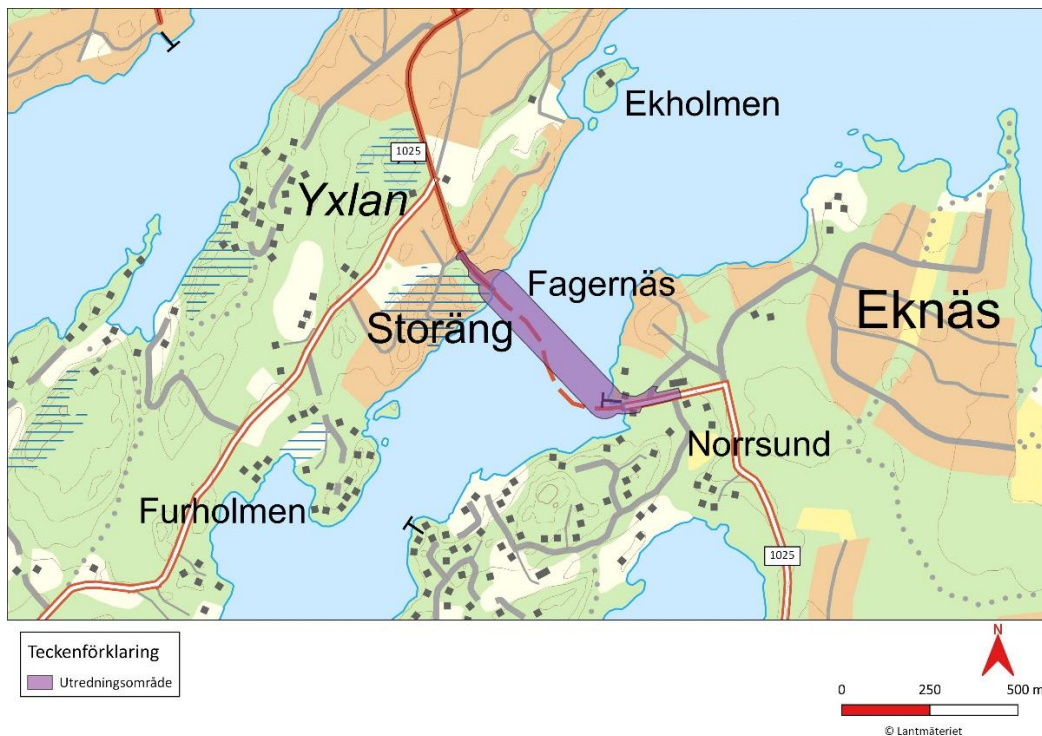 Ekholmen
1025
Yxlan
Fagernäs
Storäng
Eknäs
Norrsund
Furholmen
1025
Teckenförklaring
Utredningsområde
N
0 250 500 m
© Lantmäteriet